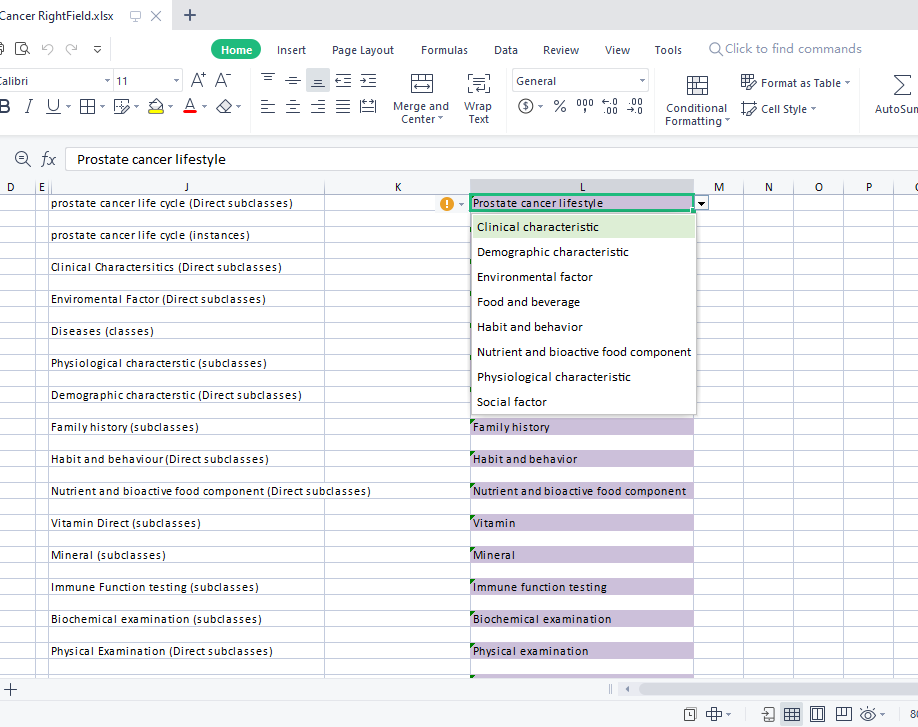 Cancer RightField.xlsx
Home Insert Page Layout Formulas Data Review View Tools Click to find commands
Calibri 11 A+ A- General Format as Table
B I U A Merge and Center Wrap Text $ % 000 , .00 Conditional Formatting Cell Style AutoSum
fx Prostate cancer lifestyle
D E J K L M N O P
prostate cancer life cycle (Direct subclasses) Prostate cancer lifestyle
Clinical characteristic
prostate cancer life cycle (instances)
Demographic characteristic
Clinical Charactersitics (Direct subclasses)
Environmental factor
Enviromental Factor (Direct subclasses) Food and beverage
Diseases (classes) Habit and behavior
Nutrient and bioactive food component
Physiological characterstic (subclasses)
Physiological characteristic
Demographic characterstic (Direct subclasses)
Social factor
Family history (subclasses) Family history
Habit and behaviour (Direct subclasses) Habit and behavior
Nutrient and bioactive food component (Direct subclasses) Nutrient and bioactive food component
Vitamin Direct (subclasses) Vitamin
Mineral (subclasses) Mineral
Immune Function testing (subclasses) Immune function testing
Biochemical examination (subclasses) Biochemical examination
Physical Examination (Direct subclasses) Physical examination